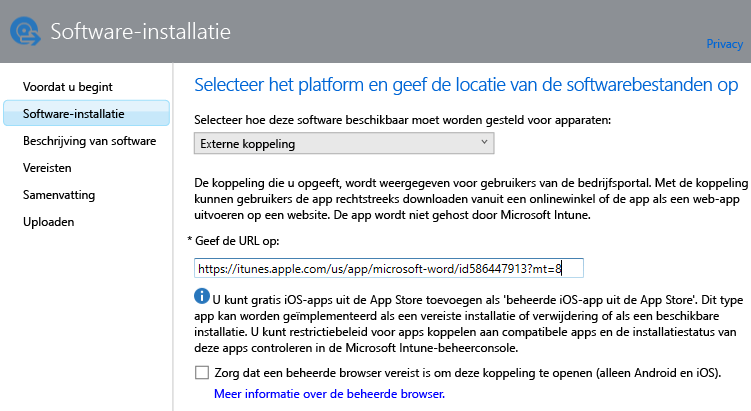 Software-installatie
Privacy
Voordat u begint
Software-installatie
Beschrijving van software
Vereisten
Samenvatting
Uploaden
Selecteer het platform en geef de locatie van de softwarebestanden op
Selecteer hoe deze software beschikbaar moet worden gesteld voor apparaten:
Externe koppeling
De koppeling die u opgeeft, wordt weergegeven voor gebruikers van de bedrijfsportal. Met de koppeling
kunnen gebruikers de app rechtstreeks downloaden vanuit een onlinewinkel of de app als een web-app
uitvoeren op een website. De app wordt niet gehost door Microsoft Intune.
* Geef de URL op:
https://itunes.apple.com/us/app/microsoft-word/id586447913?mt=8
U kunt gratis iOS-apps uit de App Store toevoegen als 'beheerde iOS-app uit de App Store'. Dit type
app kan worden geïmplementeerd als een vereiste installatie of verwijdering of als een beschikbare
installatie. U kunt restrictiebeleid voor apps koppelen aan compatibele apps en de installatiestatus van
deze apps controleren in de Microsoft Intune-beheerconsole.
Zorg dat een beheerde browser vereist is om deze koppeling te openen (alleen Android en iOS).
Meer informatie over de beheerde browser.